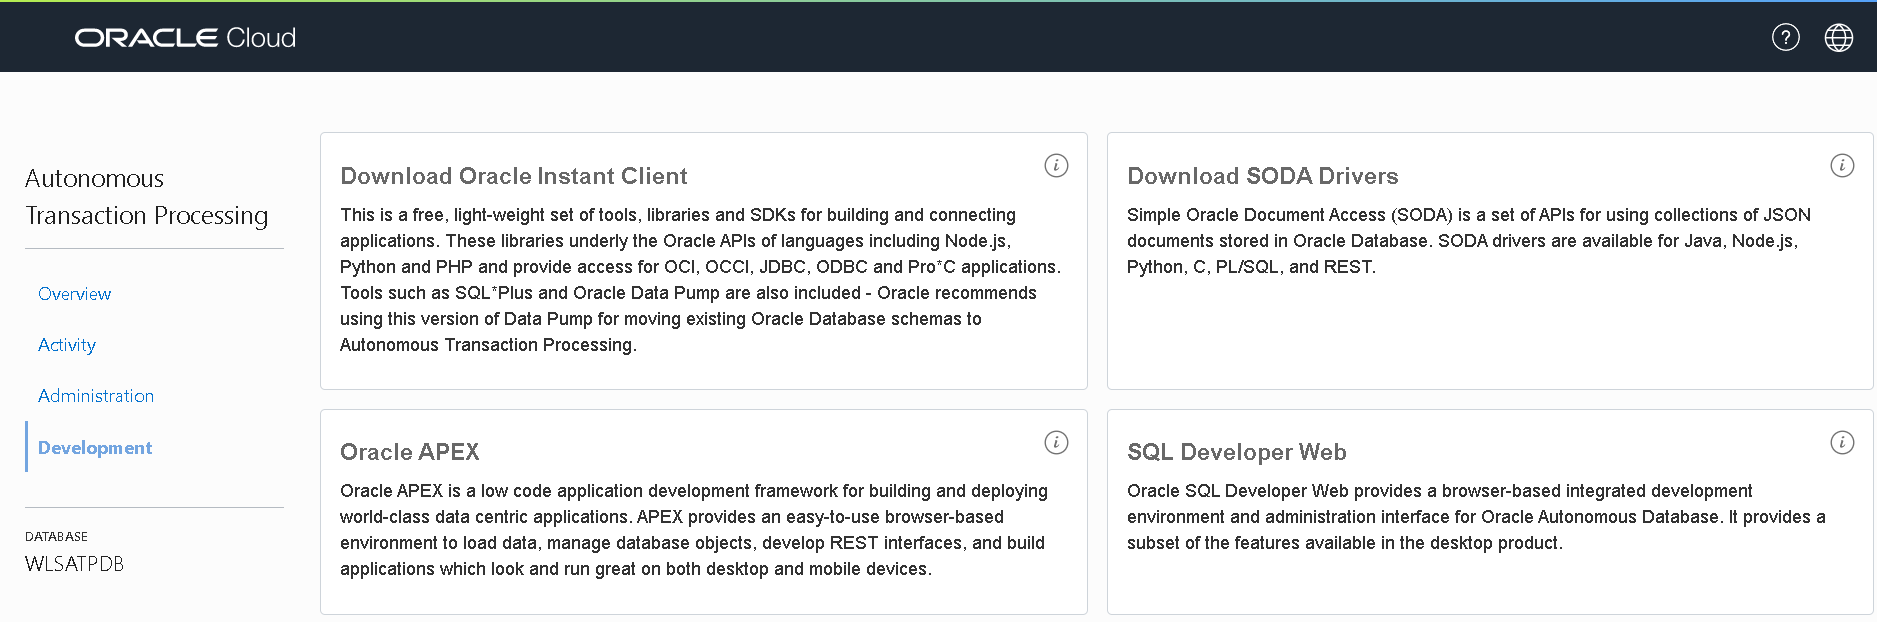 ORACLE Cloud
?
Autonomous
Transaction Processing
Overview
Activity
Administration
Development
DATABASE
WLSATPDB
Download Oracle Instant Client
i
This is a free, light-weight set of tools, libraries and SDKs for building and connecting
applications. These libraries underly the Oracle APIs of languages including Node.js,
Python and PHP and provide access for OCI, OCCI, JDBC, ODBC and Pro*C applications.
Tools such as SQL*Plus and Oracle Data Pump are also included - Oracle recommends
using this version of Data Pump for moving existing Oracle Database schemas to
Autonomous Transaction Processing.
Download SODA Drivers
i
Simple Oracle Document Access (SODA) is a set of APIs for using collections of JSON
documents stored in Oracle Database. SODA drivers are available for Java, Node.js,
Python, C, PL/SQL, and REST.
Oracle APEX
i
Oracle APEX is a low code application development framework for building and deploying
world-class data centric applications. APEX provides an easy-to-use browser-based
environment to load data, manage database objects, develop REST interfaces, and build
applications which look and run great on both desktop and mobile devices.
SQL Developer Web
i
Oracle SQL Developer Web provides a browser-based integrated development
environment and administration interface for Oracle Autonomous Database. It provides a
subset of the features available in the desktop product.